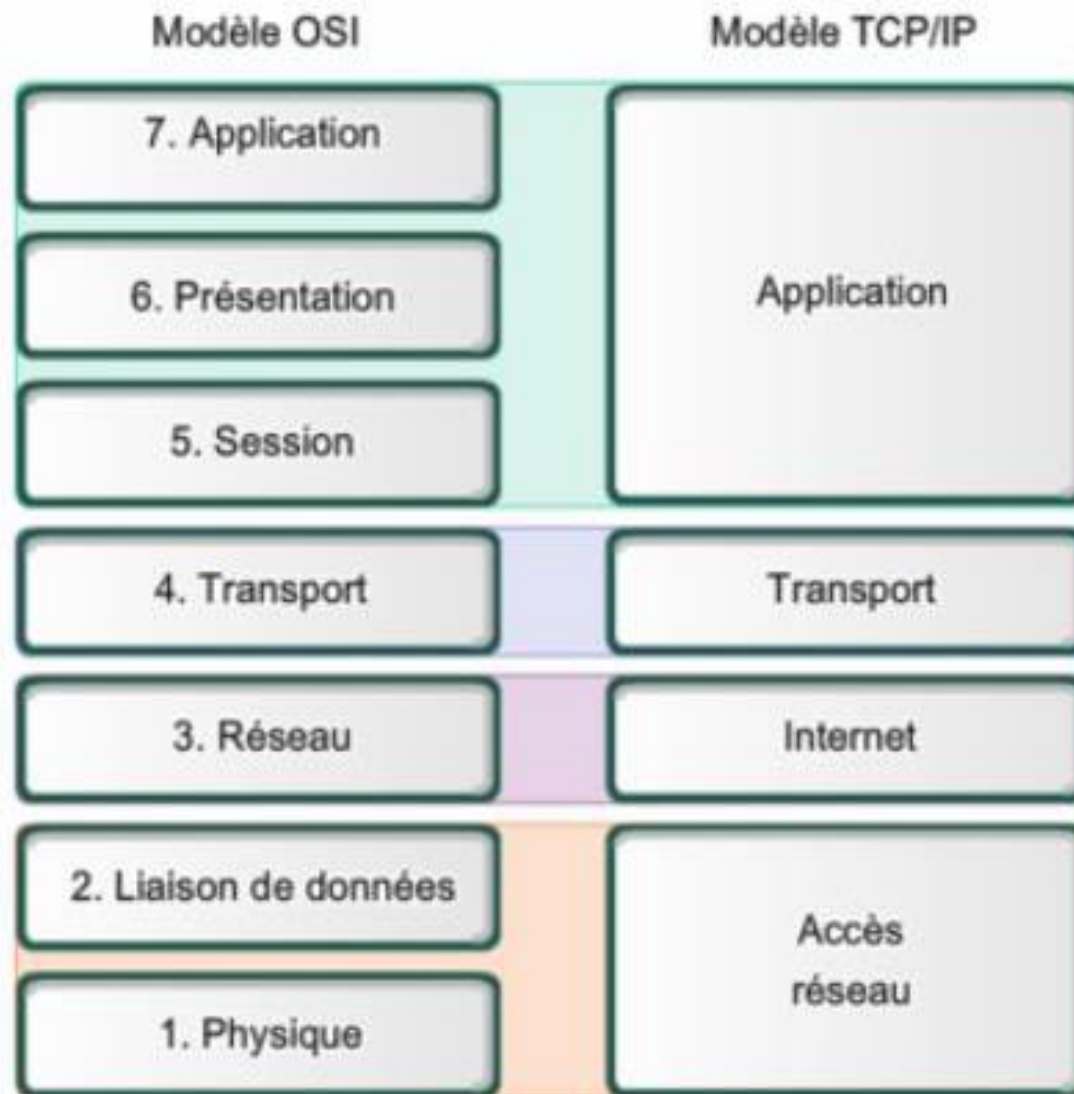 Modèle OSI
Modèle TCP/IP
7. Application
6. Présentation
5. Session
Application
4. Transport
Transport
3. Réseau
Internet
2. Liaison de données
1. Physique
Accès
réseau